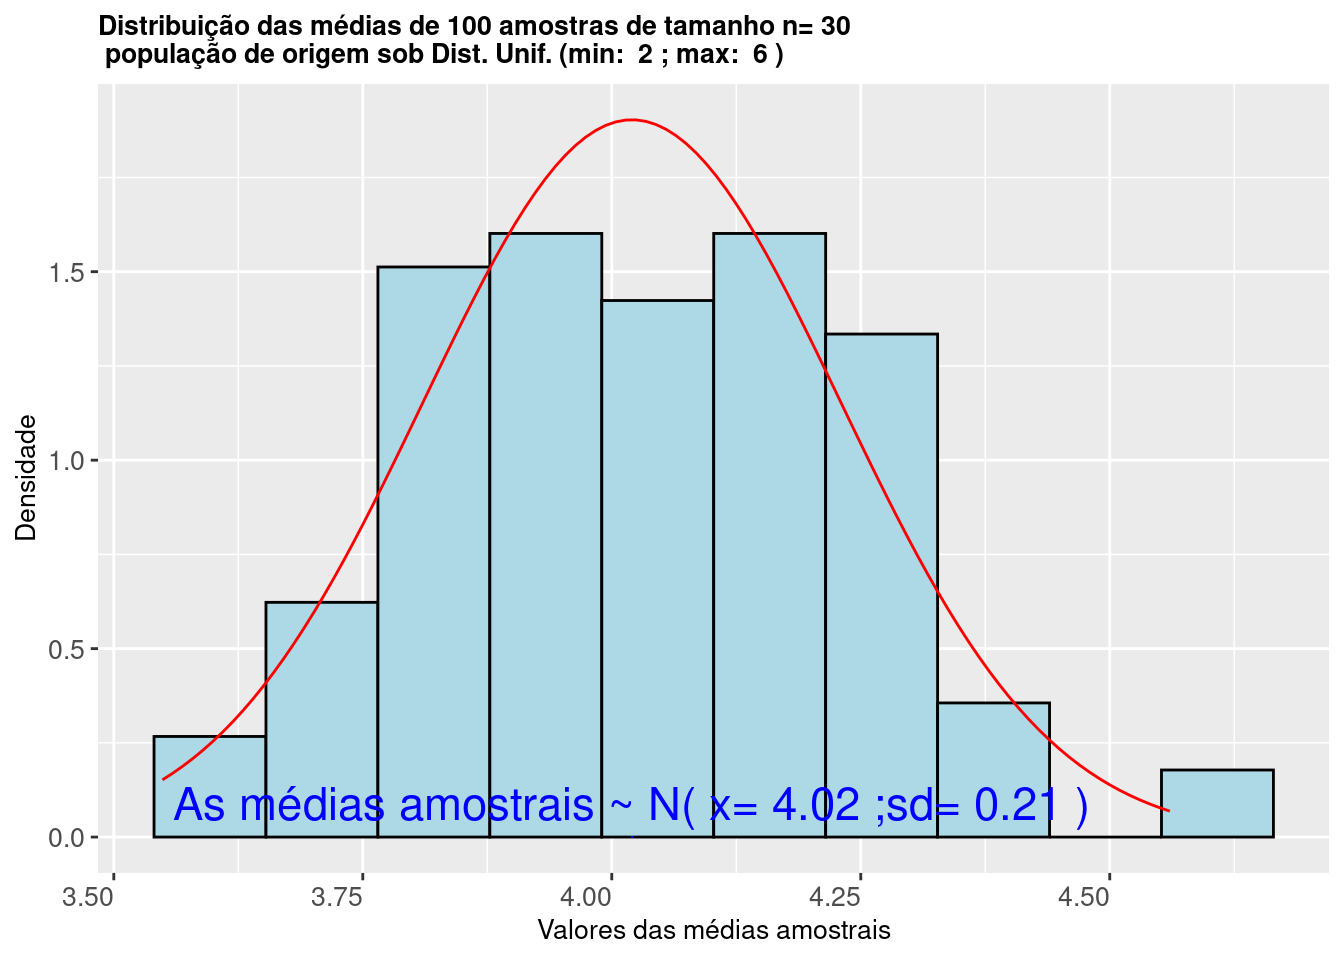 Distribuição das médias de 100 amostras de tamanho n= 30
população de origem sob Dist. Unif. (min:  2 ; max:  6 )
Densidade
1.5
1.0
0.5
0.0
As médias amostrais ~ N( x= 4.02 ;sd= 0.21 )
3.50 3.75 4.00 4.25 4.50
Valores das médias amostrais